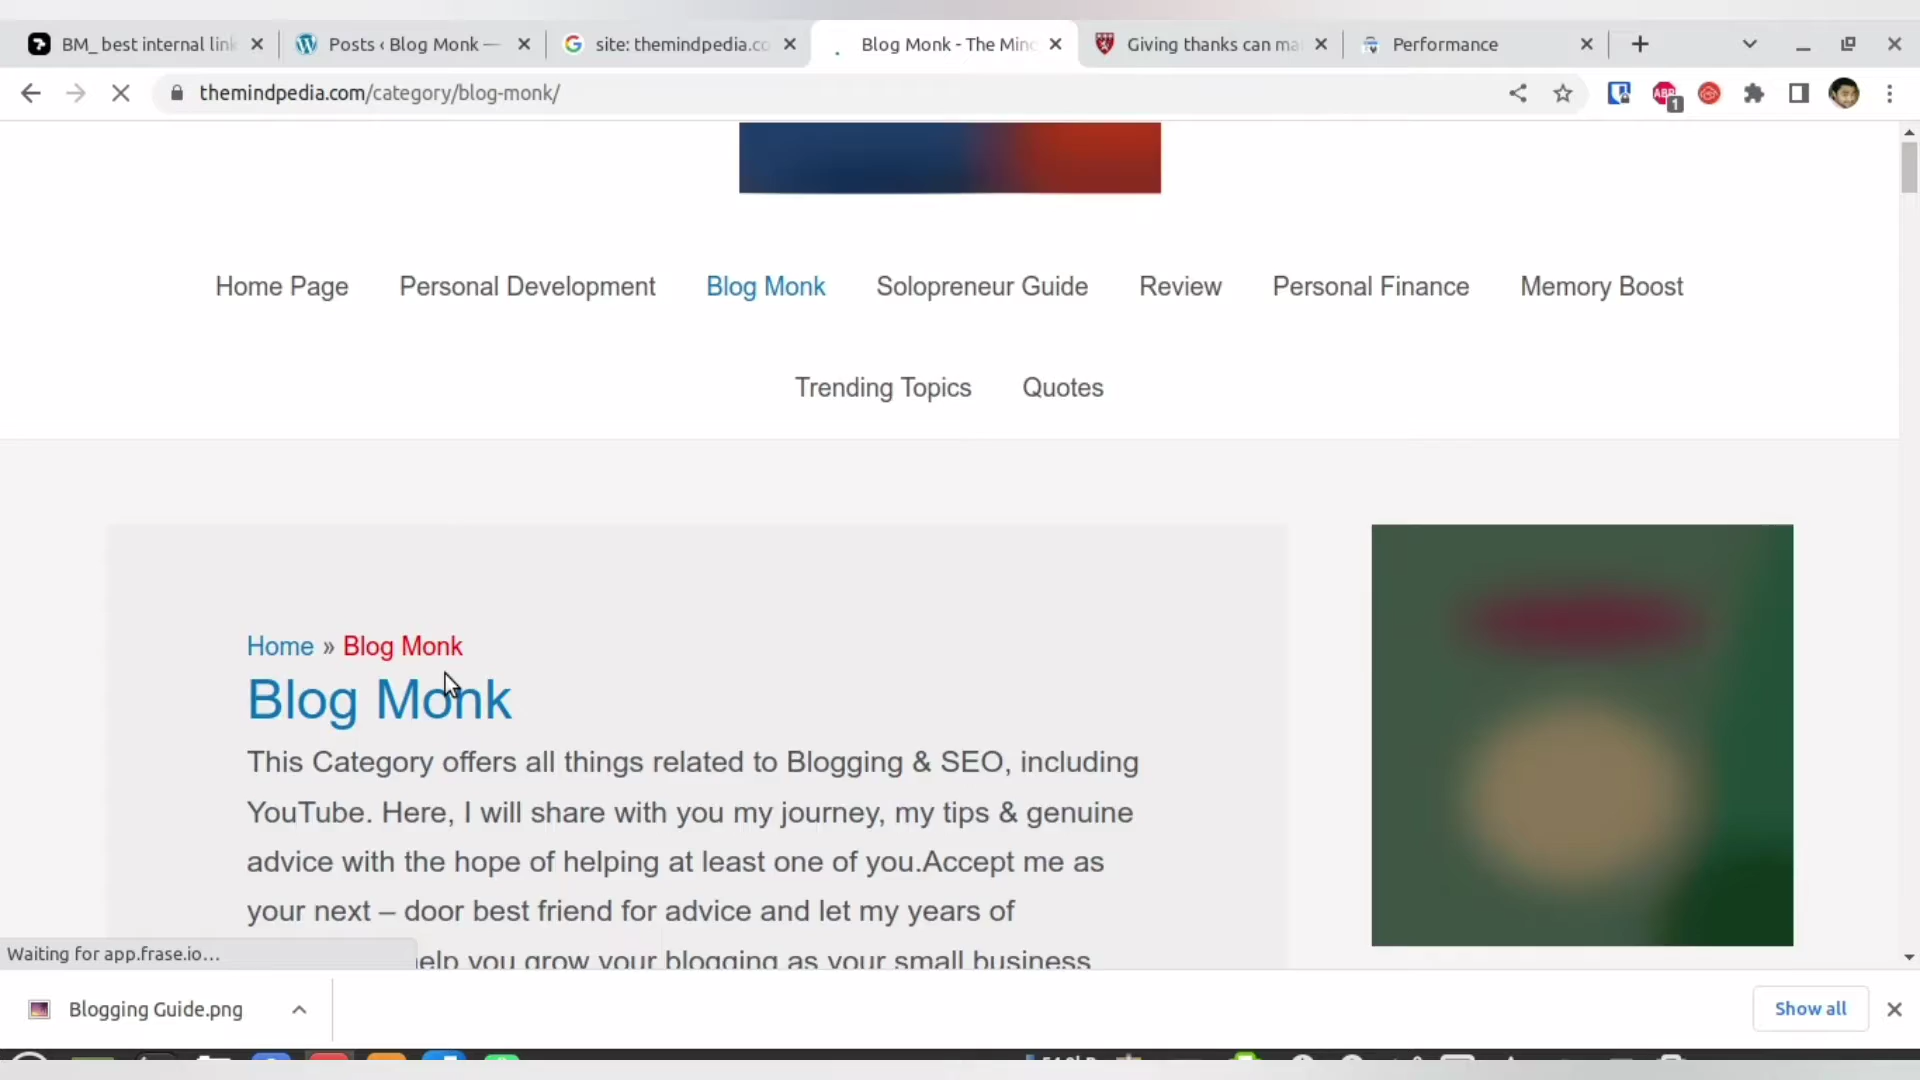 BM_ best internal link
Posts ‹ Blog Monk —
site: themindpedia.co
Blog Monk - The Mind
Giving thanks can ma
Performance
themindpedia.com/category/blog-monk/
ABP
1
Home Page Personal Development Blog Monk Solopreneur Guide Review Personal Finance Memory Boost
Trending Topics Quotes
Home » Blog Monk
Blog Monk
This Category offers all things related to Blogging & SEO, including
YouTube. Here, I will share with you my journey, my tips & genuine
advice with the hope of helping at least one of you.Accept me as
your next – door best friend for advice and let my years of
elp you grow your blogging as your small business
Waiting for app.frase.io...
Blogging Guide.png
Show all